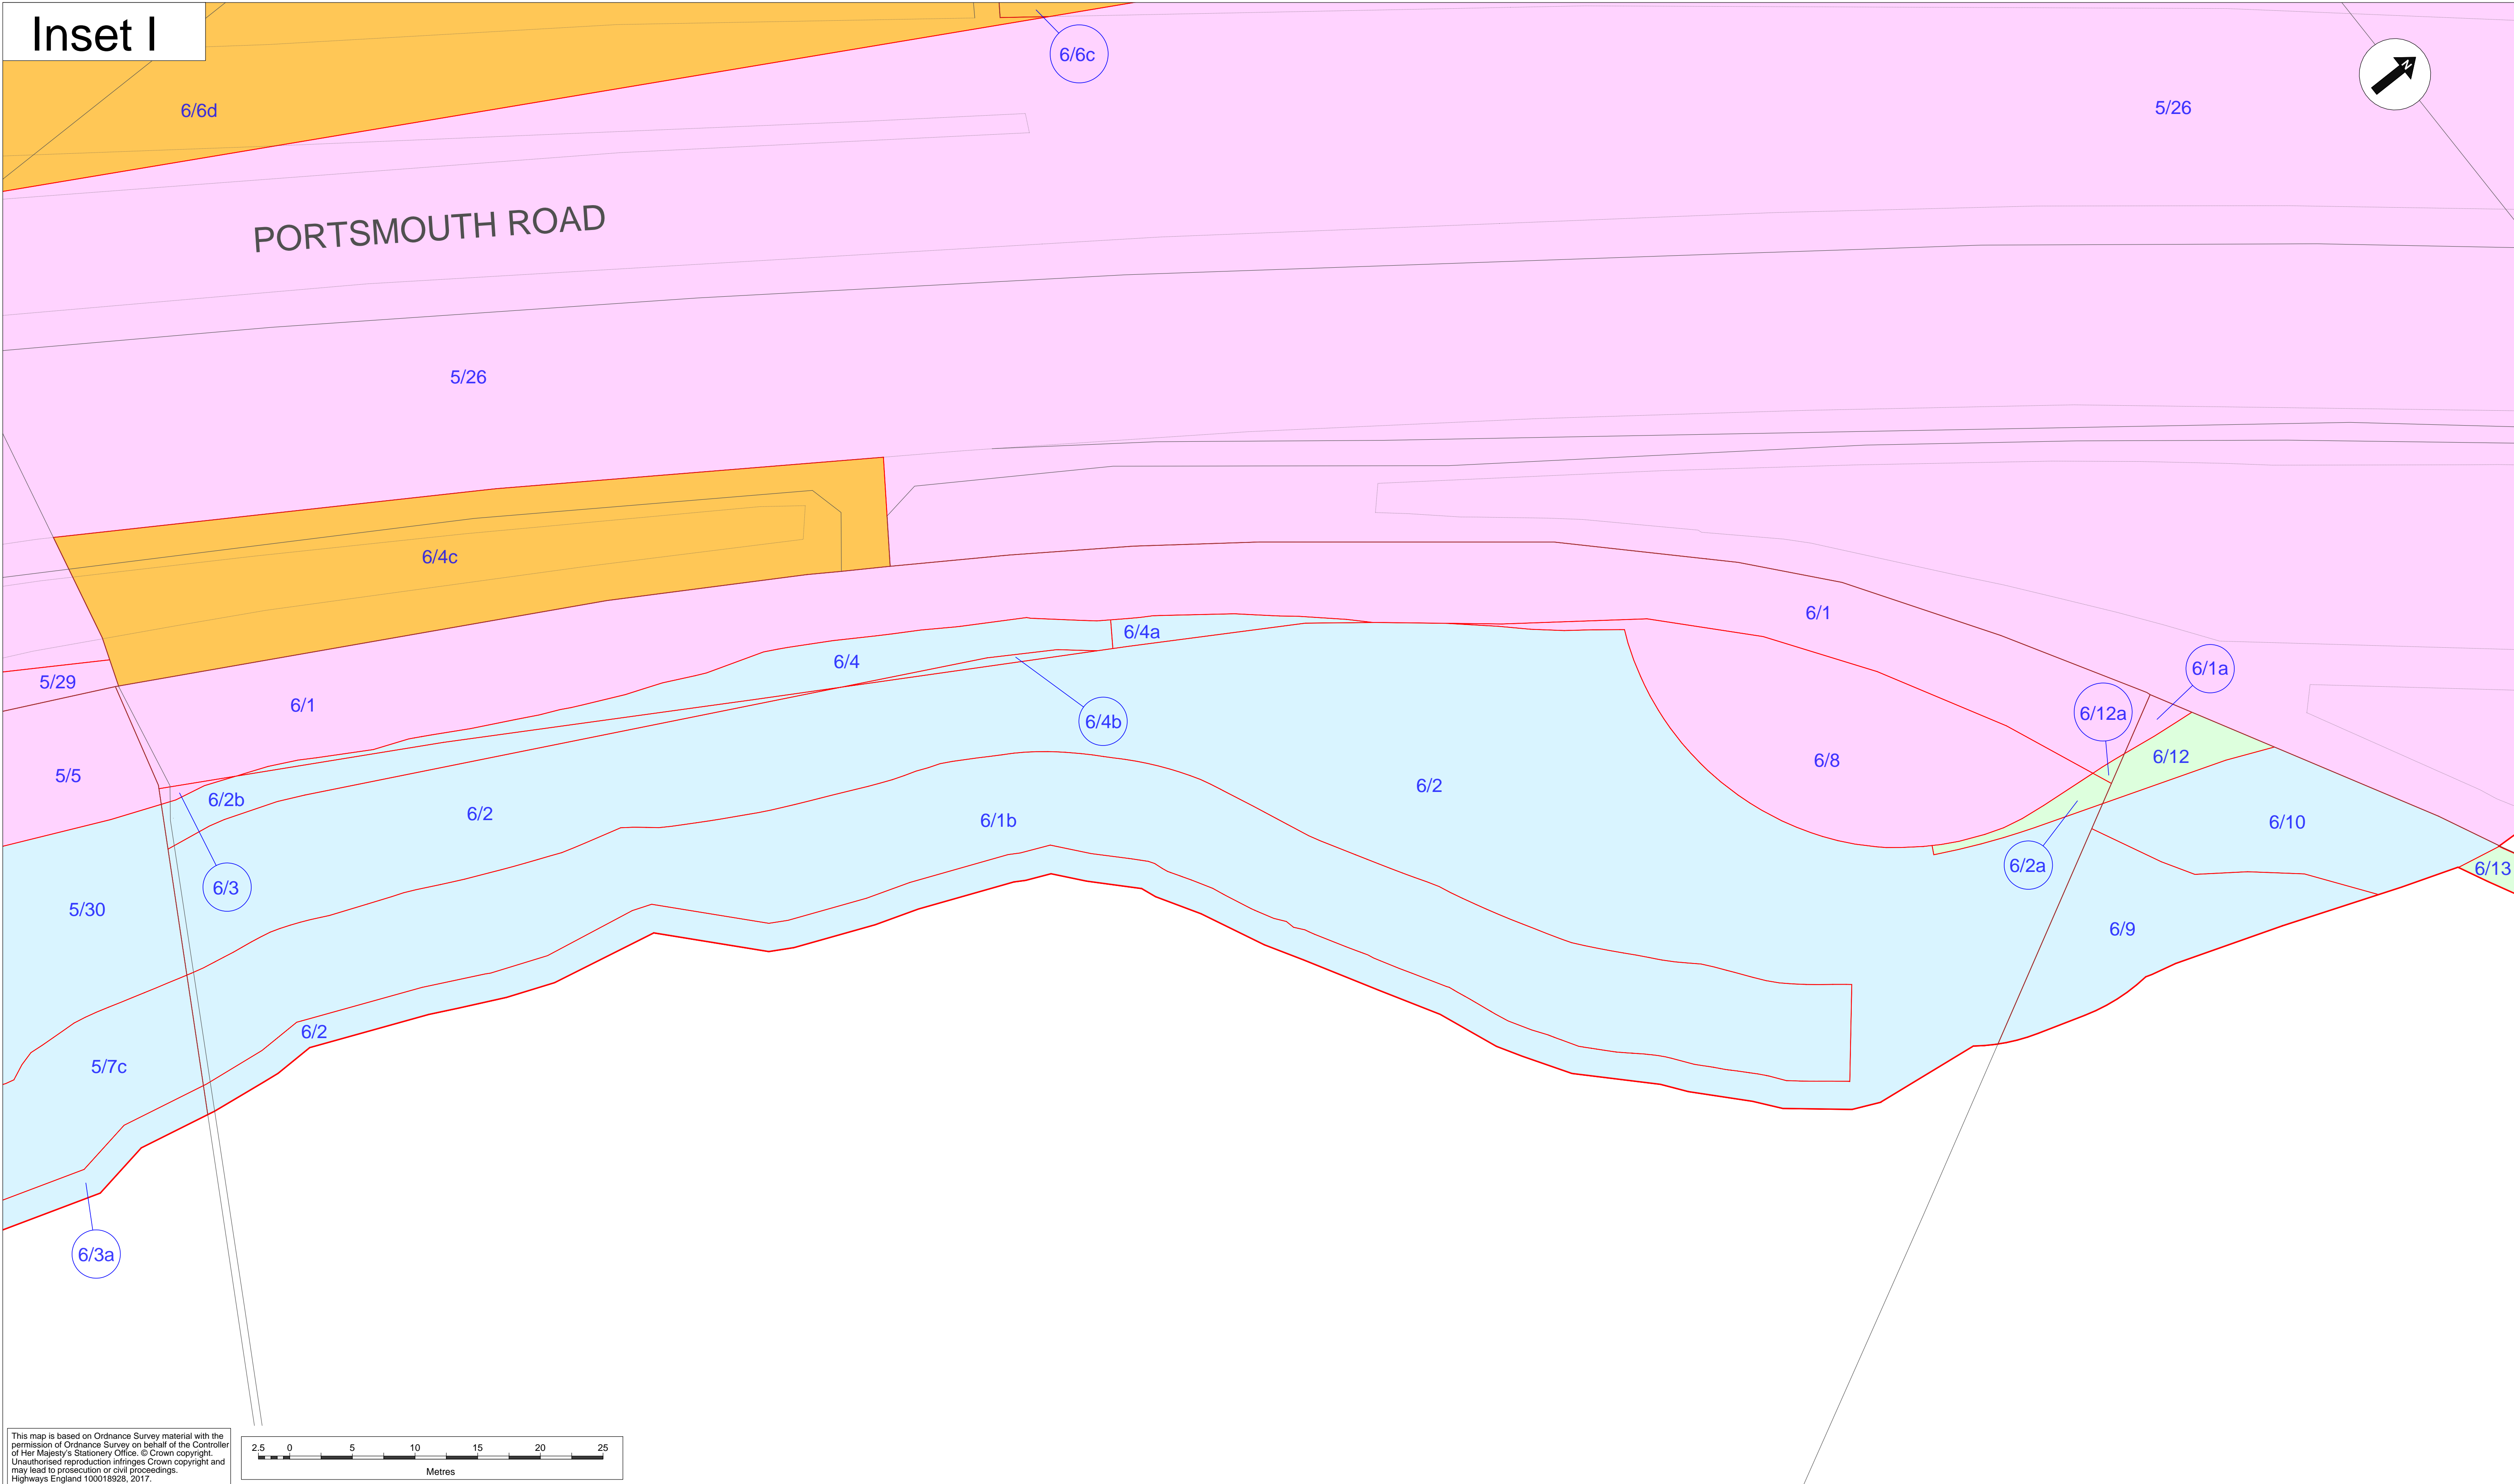 Inset I
N
6/6c
6/6d
5/26
PORTSMOUTH ROAD
5/26
6/4c
6/1
6/4a
6/4
6/1a
5/29
6/1
6/4b
6/12a
6/12
6/8
5/5
6/2b
6/2
6/2
6/1b
6/10
6/2a
6/13
6/3
5/30
6/9
6/2
5/7c
6/3a
This map is based on Ordnance Survey material with the
permission of Ordnance Survey on behalf of the Controller
of Her Majesty's Stationery Office. © Crown copyright.
Unauthorised reproduction infringes Crown copyright and
may lead to prosecution or civil proceedings.
Highways England 100018928, 2017.
2.5 0 5 10 15 20 25
Metres